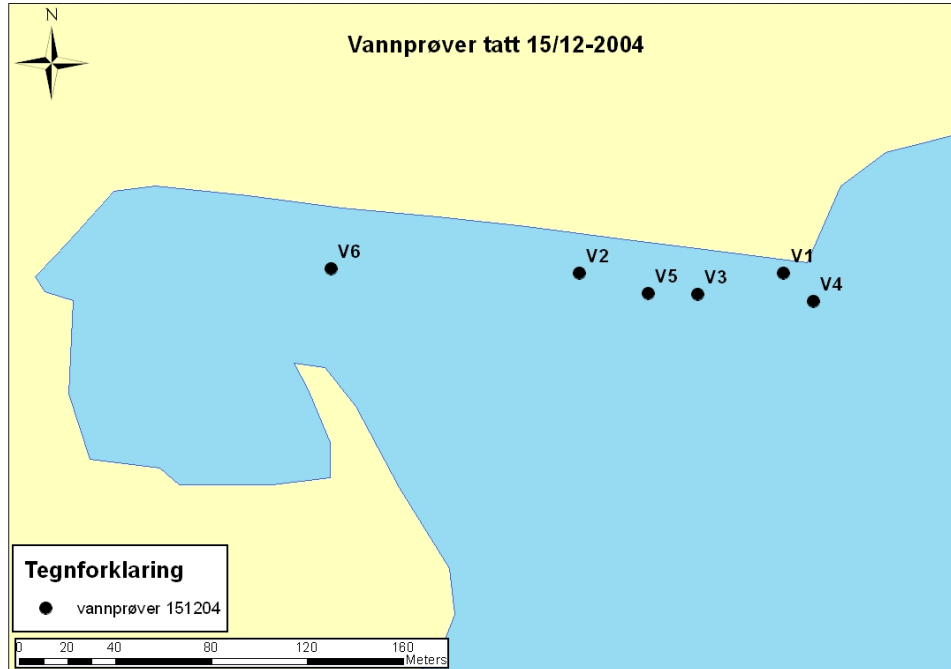 N
Vannprøver tatt 15/12-2004
V6
V2
V1
V5
V3
V4
Tegnforklaring
vannprøver 151204
0 20 40 80 120 160
Meters